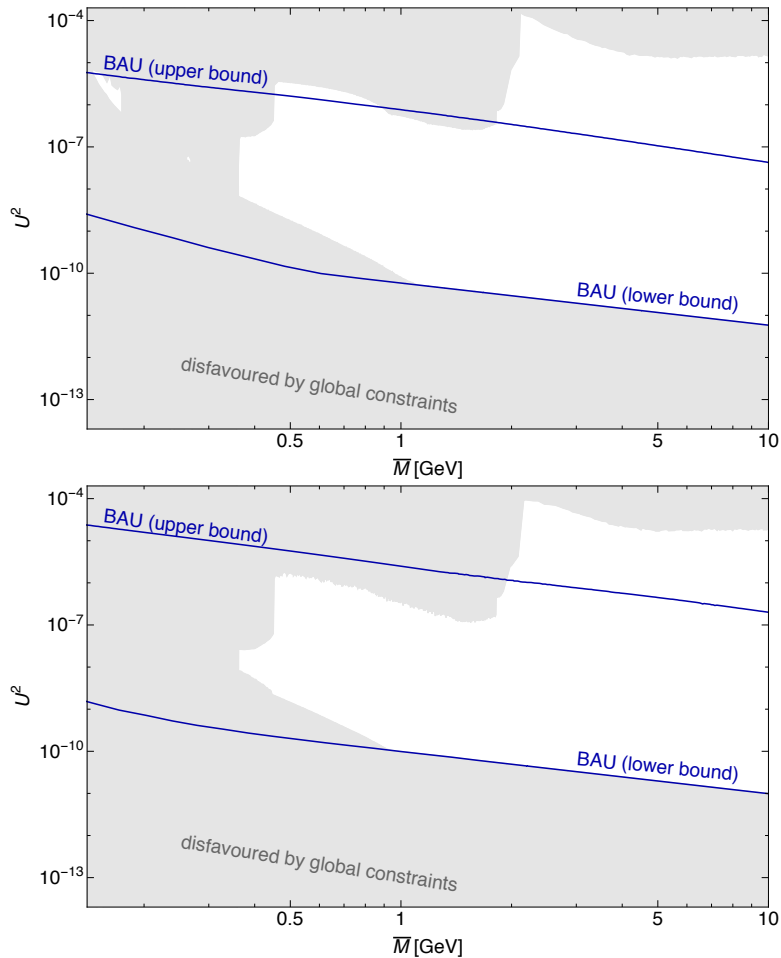 10⁻⁴
BAU (upper bound)
10⁻⁷
U²
10⁻¹⁰
BAU (lower bound)
disfavoured by global constraints
10⁻¹³
0.5 1 5 10
M̅ [GeV]
10⁻⁴
BAU (upper bound)
10⁻⁷
U²
10⁻¹⁰
BAU (lower bound)
disfavoured by global constraints
10⁻¹³
0.5 1 5 10
M̅ [GeV]